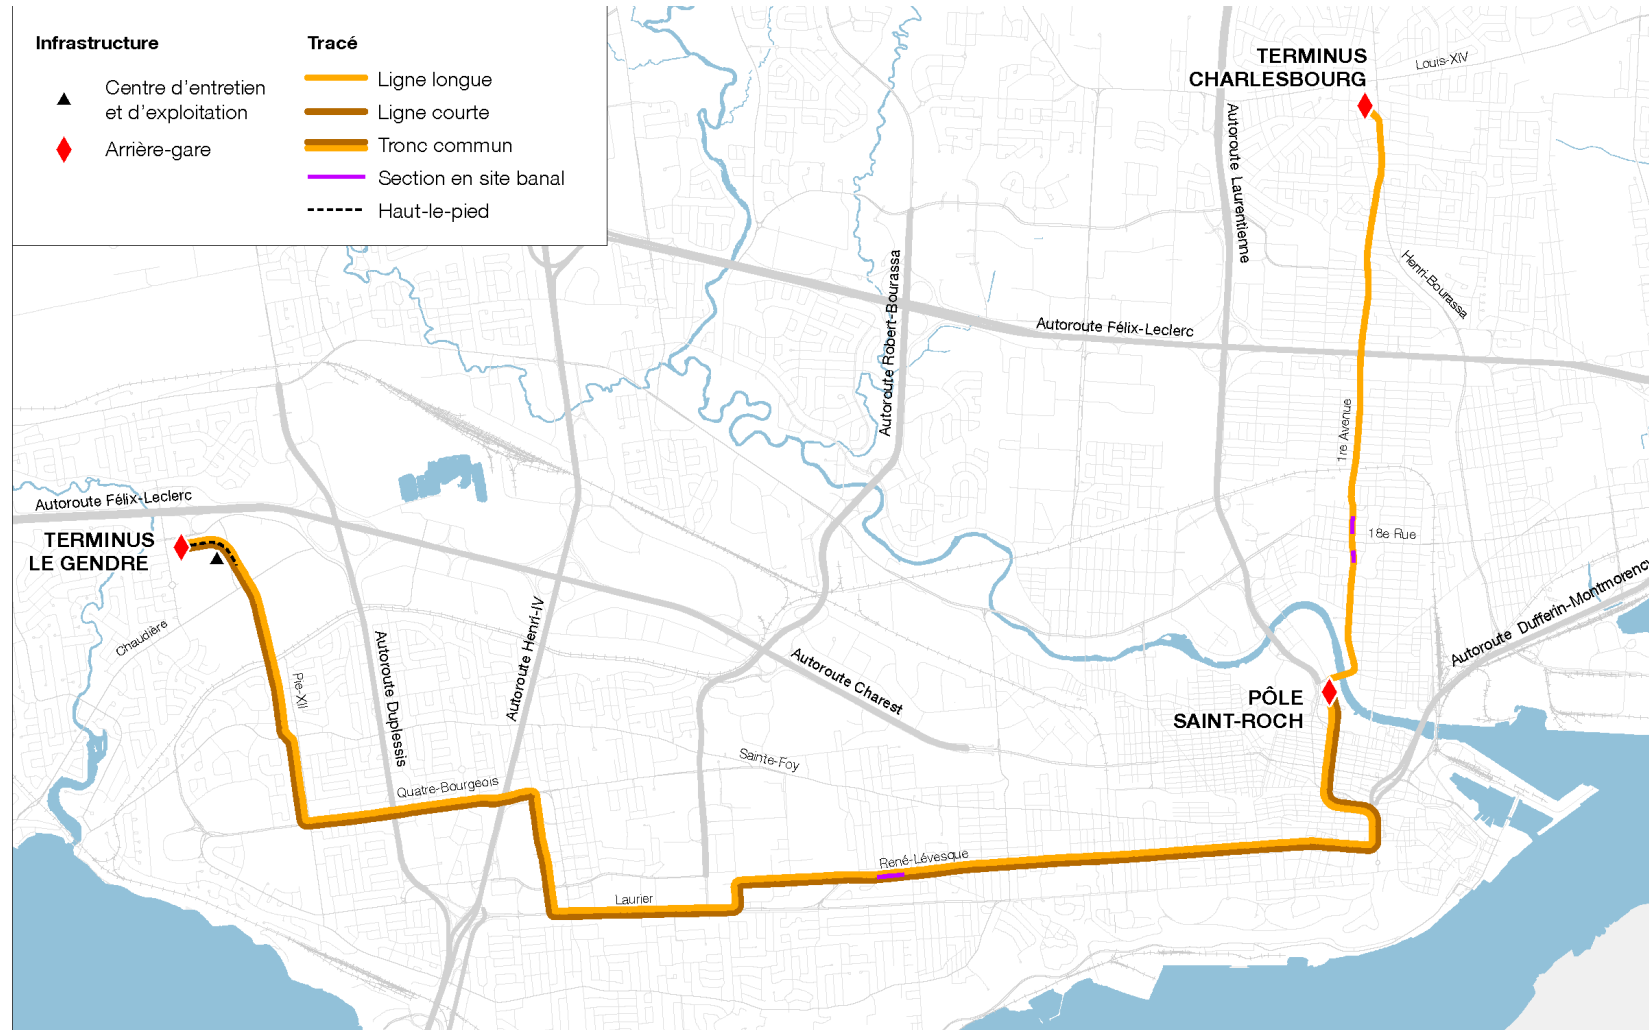 Infrastructure
Centre d'entretien
et d'exploitation
Arrière-gare
Tracé
Ligne longue
Ligne courte
Tronc commun
Section en site banal
Haut-le-pied
TERMINUS
CHARLESBOURG
Louis-XIV
Autoroute Laurentienne
Henri-Bourassa
Autoroute Robert-Bourassa
Autoroute Félix-Leclerc
1re Avenue
Autoroute Félix-Leclerc
18e Rue
TERMINUS
LE GENDRE
Autoroute Dufferin-Montmorency
Chaudière
Autoroute Henri-IV
Autoroute Duplessis
Pie-XII
Autoroute Charest
PÔLE
SAINT-ROCH
Sainte-Foy
Quatre-Bourgeois
René-Lévesque
Laurier